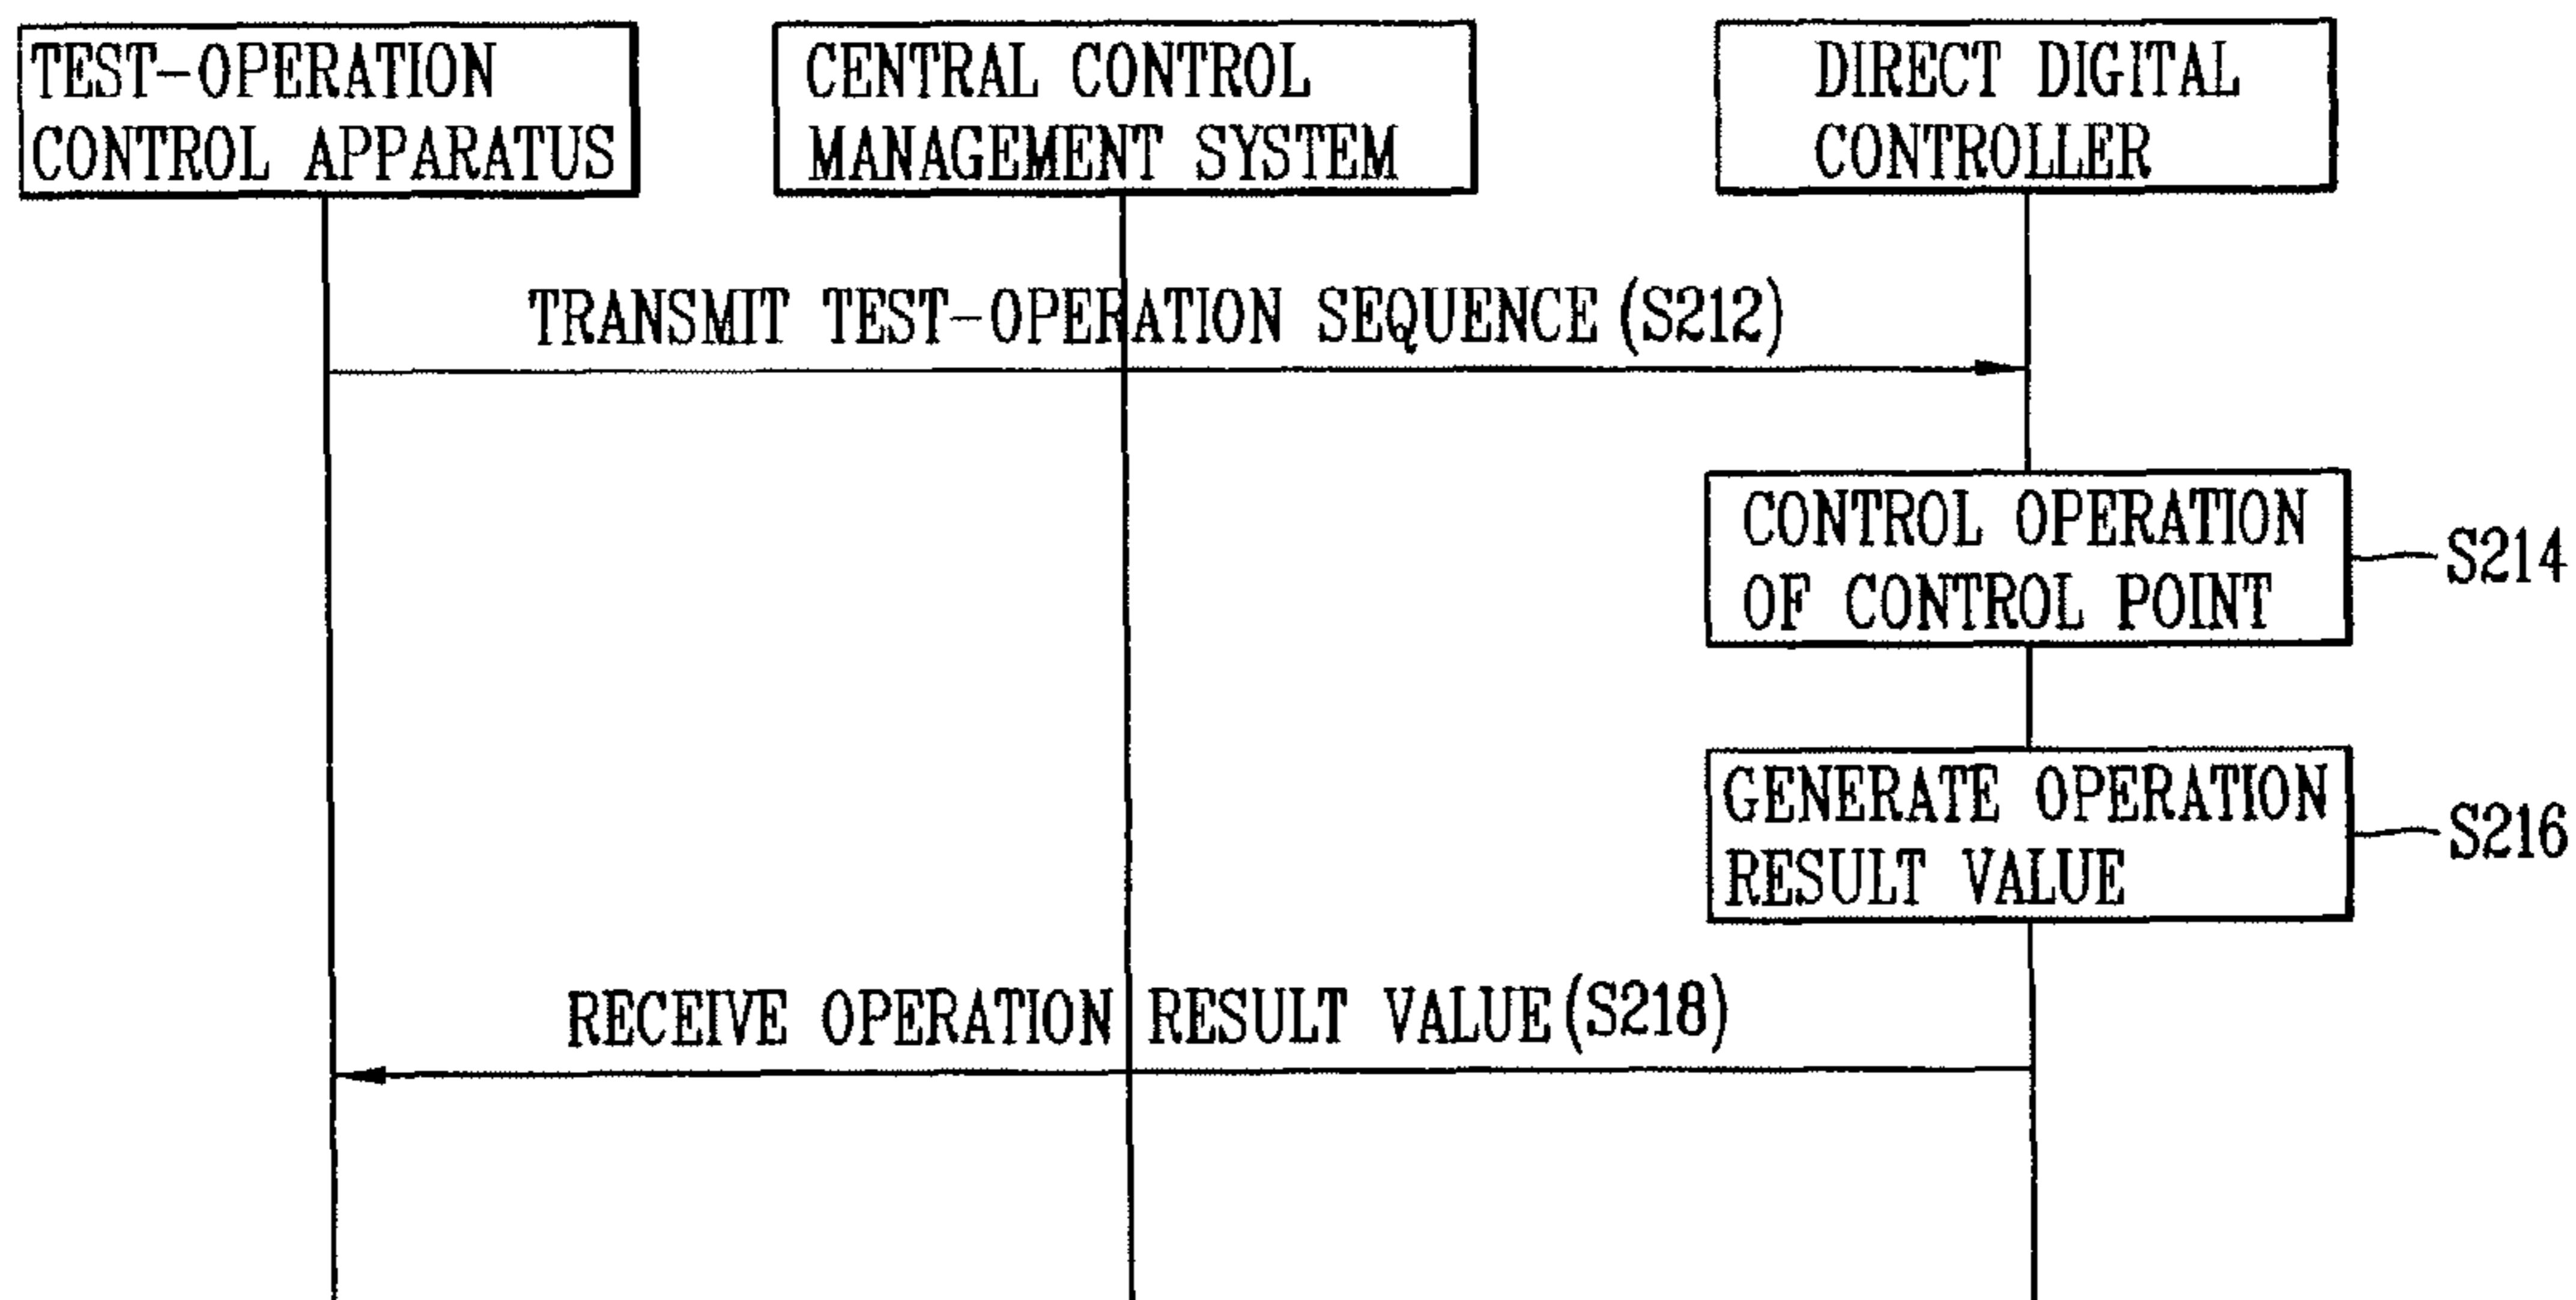 TEST-OPERATION
CONTROL APPARATUS
CENTRAL CONTROL
MANAGEMENT SYSTEM
DIRECT DIGITAL
CONTROLLER
TRANSMIT TEST-OPERATION SEQUENCE (S212)
CONTROL OPERATION
OF CONTROL POINT
S214
GENERATE OPERATION
RESULT VALUE
S216
RECEIVE OPERATION RESULT VALUE (S218)